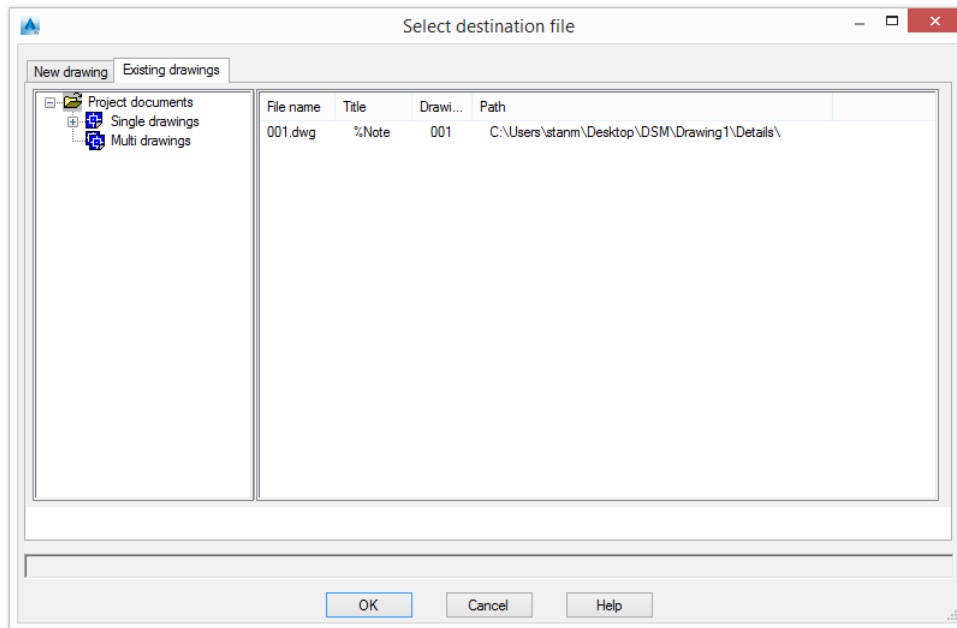 Select destination file
New drawing Existing drawings
Project documents
Single drawings
Multi drawings
File name Title Drawi... Path
001.dwg %Note 001 C:\Users\stanm\Desktop\DSM\Drawing1\Details\
OK Cancel Help